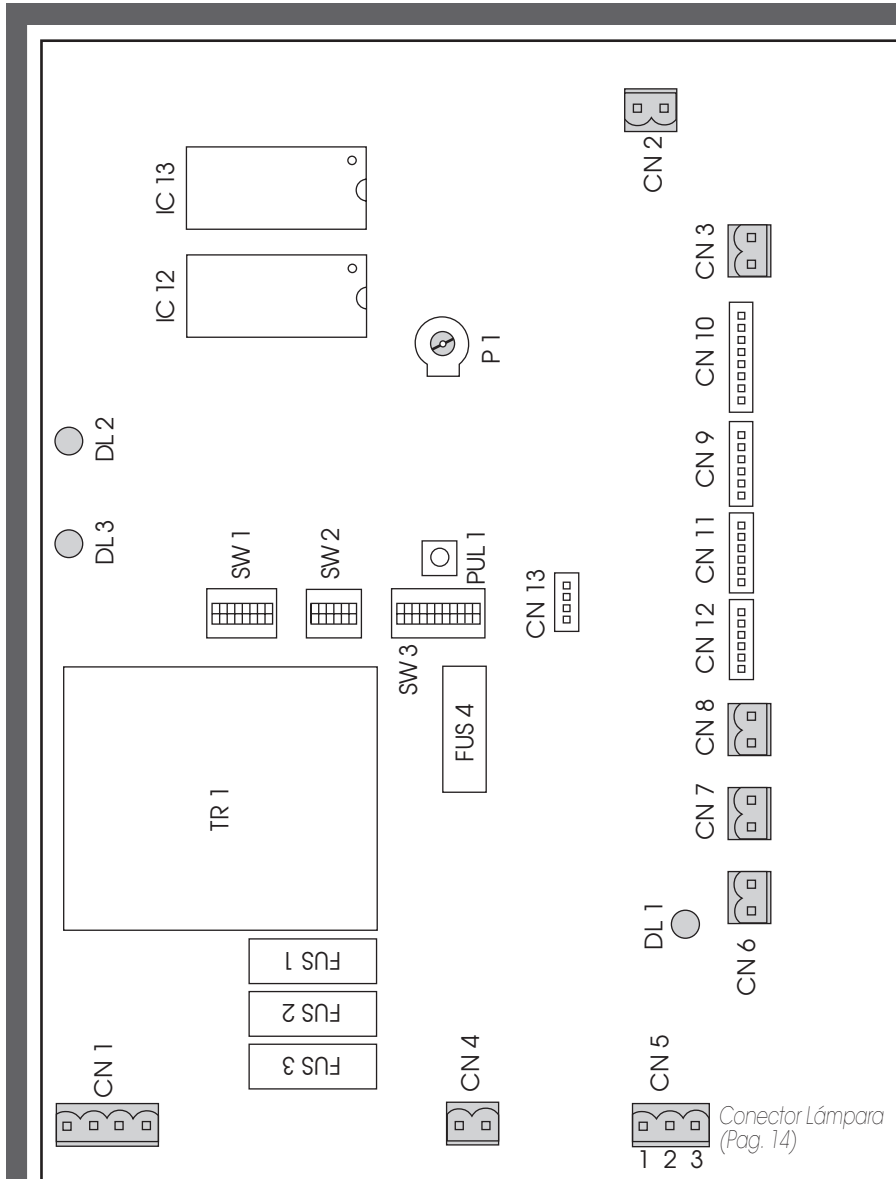 CN 2
IC 13
CN 3
IC 12
CN 10
P 1
DL 2
CN 9
DL 3
SW 1
SW 2
PUL 1
CN 11
CN 13
CN 12
SW 3
FUS 4
CN 8
TR 1
CN 7
DL 1
CN 6
FUS 1
FUS 2
FUS 3
CN 1
CN 4
CN 5
Conector Lámpara
(Pag. 14)
1 2 3